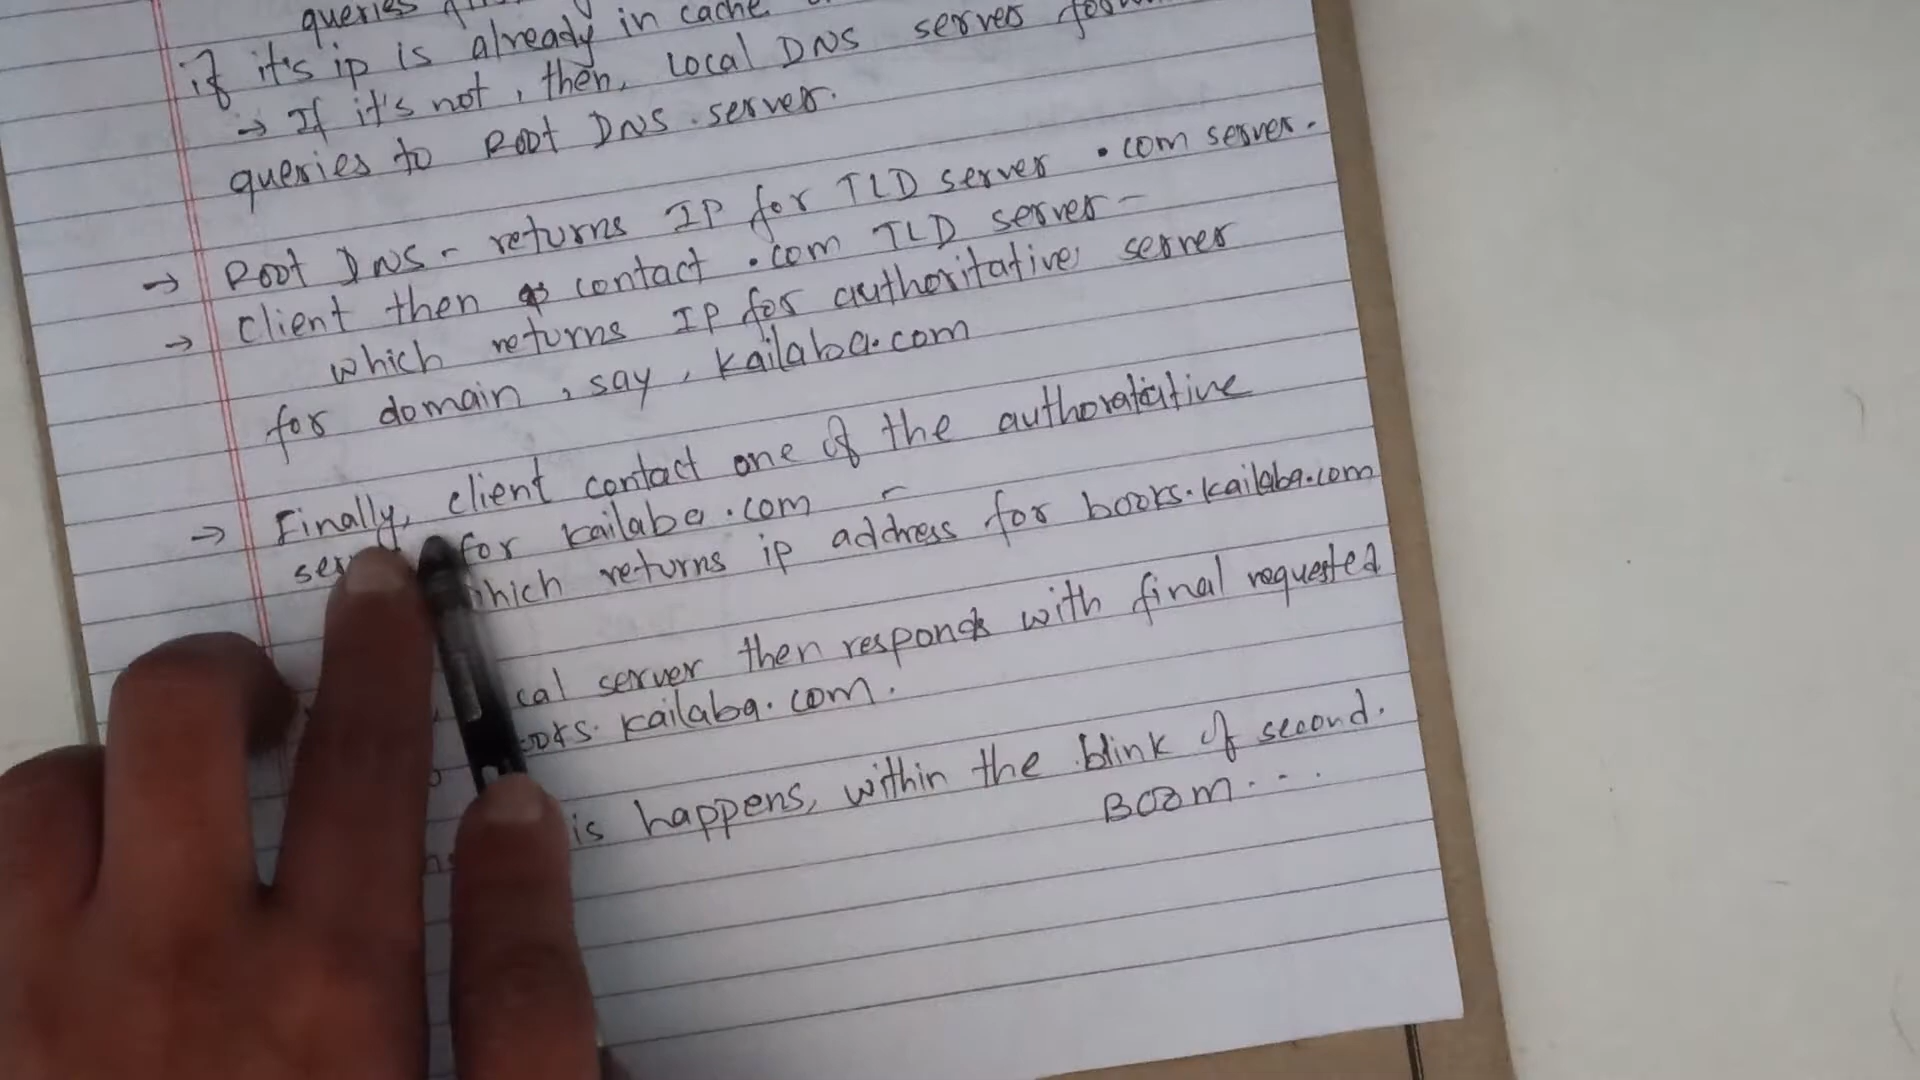 queries
if it's ip is already in cache
→ If it's not, then, local DNS server
queries to Root DNS server.
→ Root DNS - returns IP for TLD server .com server.
→ client then contact .com TLD server -
which returns IP for authoritative server
for domain, say, kailaba.com
→ Finally, client contact one of the authoratative
for kailaba.com -
which returns ip address for books.kailaba.com
server then responds with final requested
kailaba.com.
is happens, within the blink of second.
BOOM...